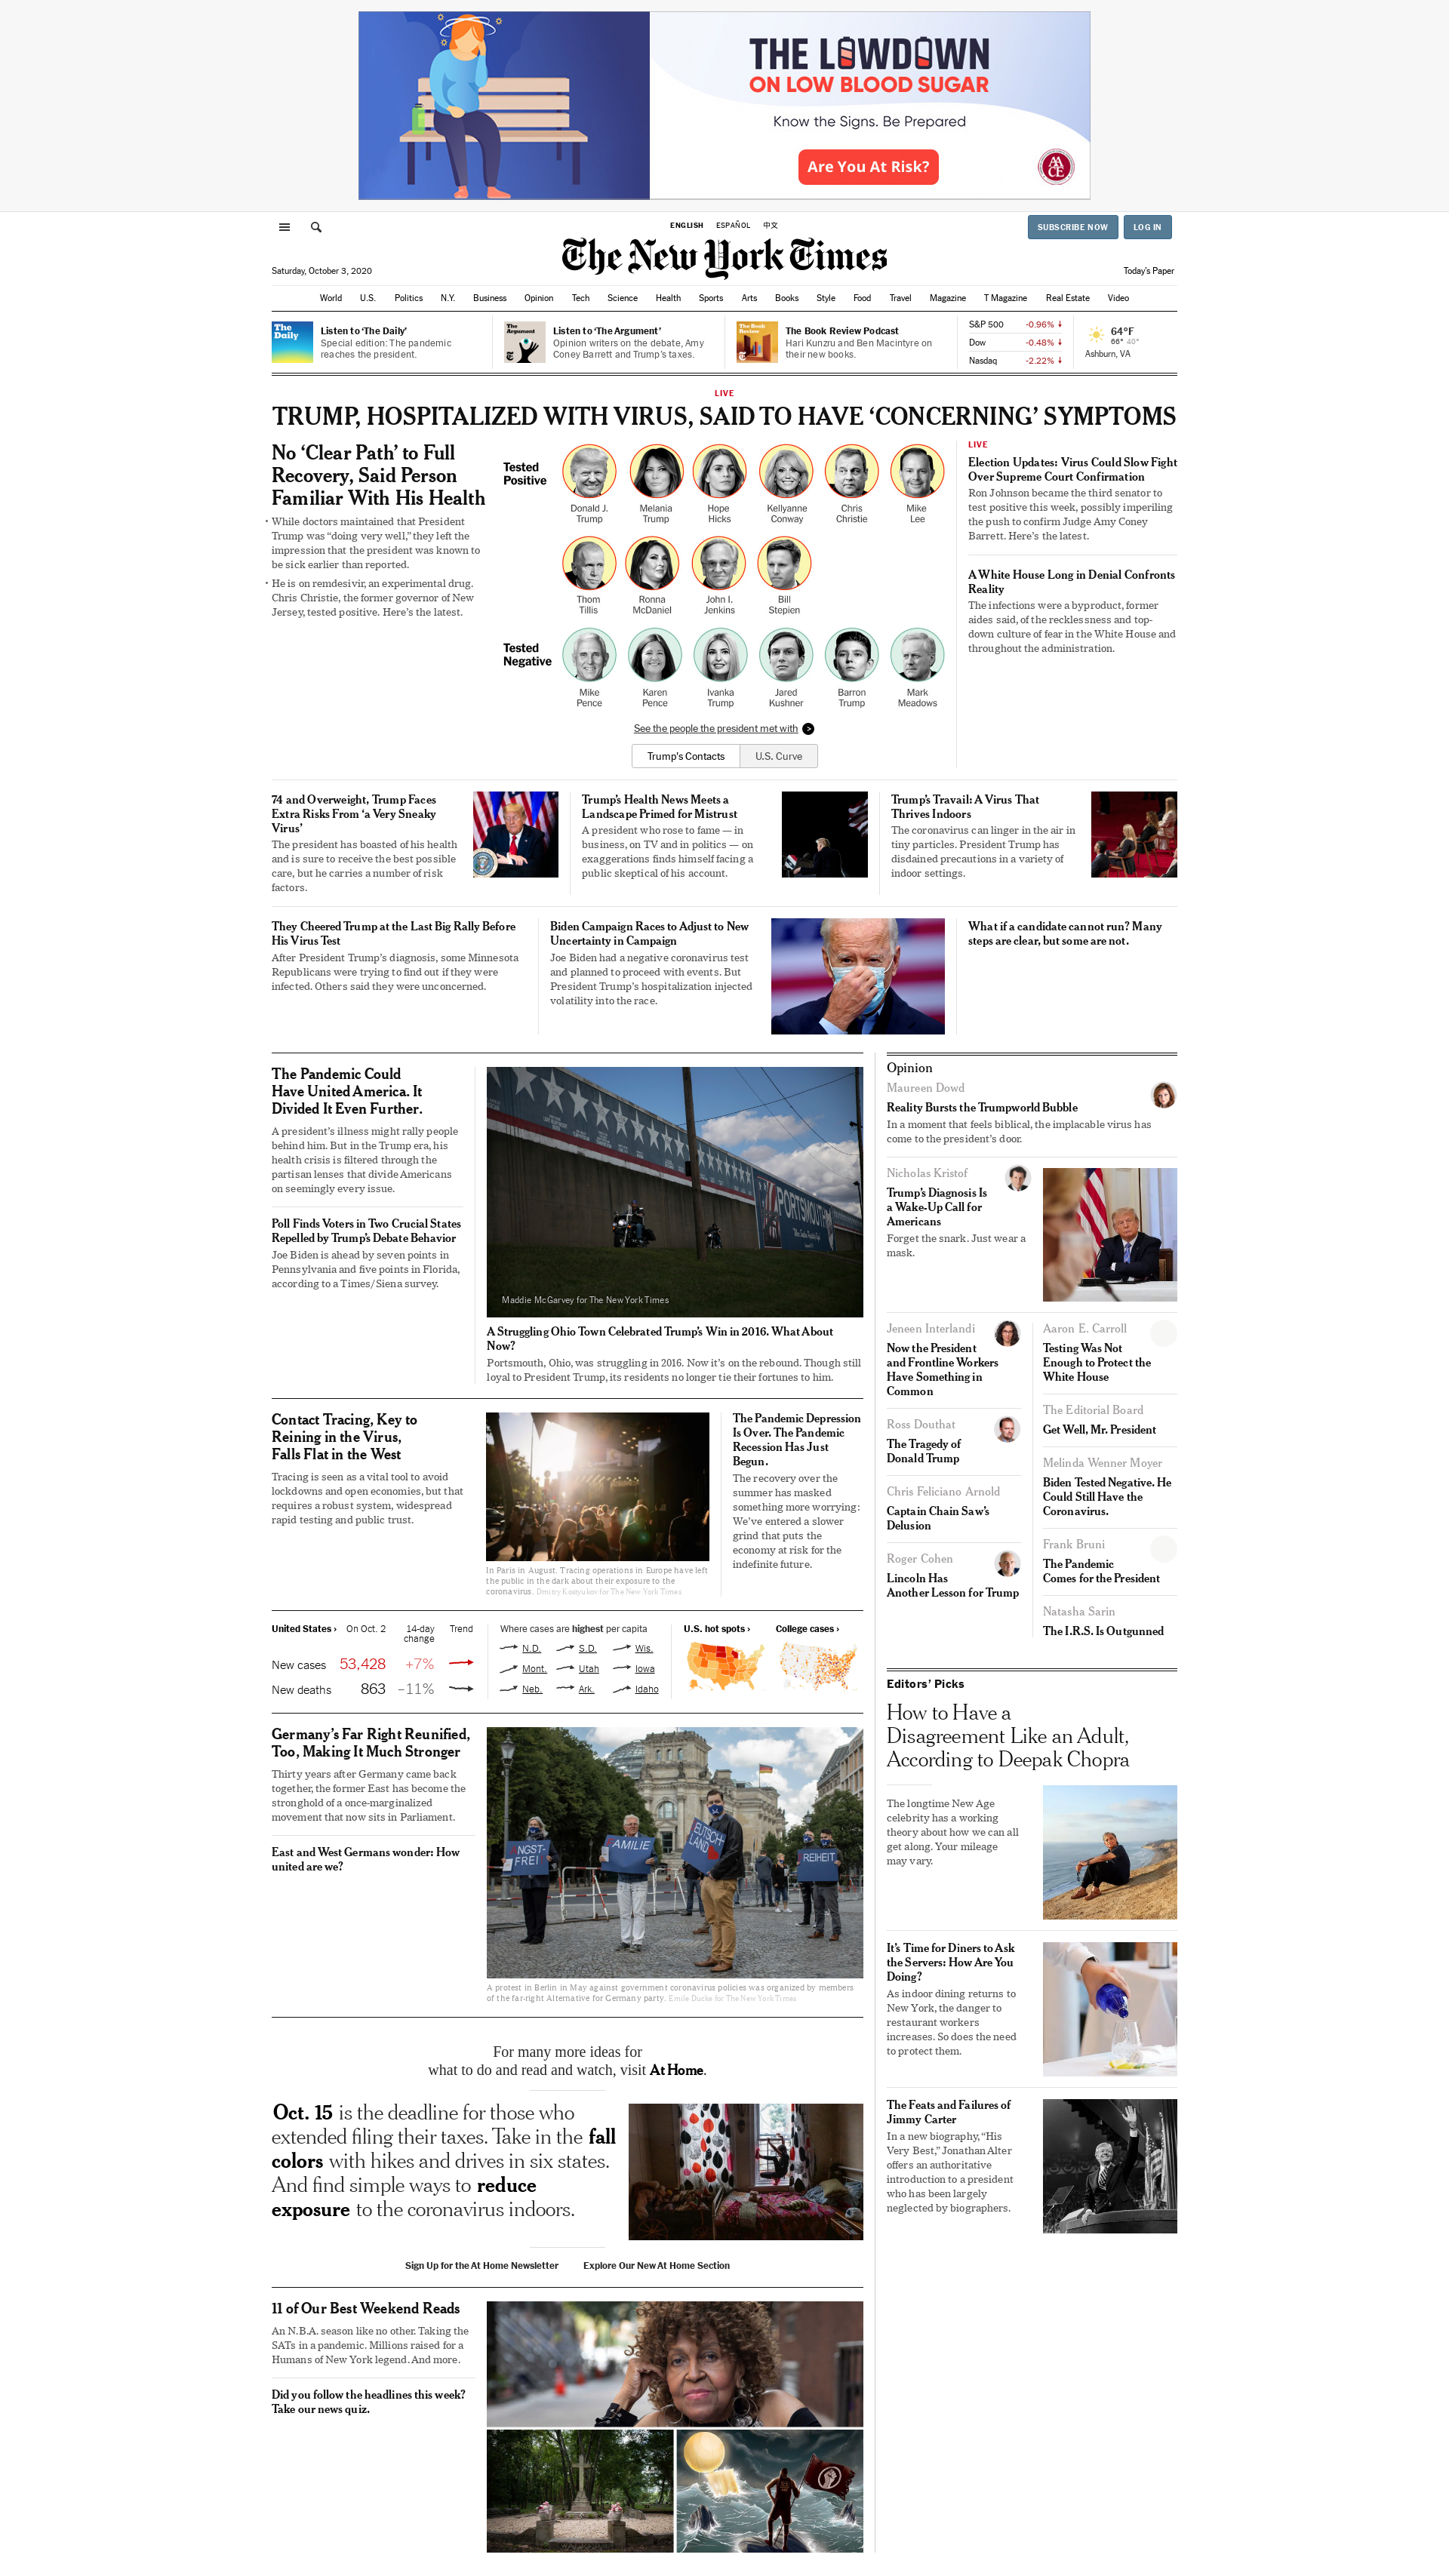 THE LOWDOWN
ON LOW BLOOD SUGAR
Know the Signs. Be Prepared
Are You At Risk?
AACE
ENGLISH ESPAÑOL 中文
SUBSCRIBE NOW LOG IN
The New York Times
Saturday, October 3, 2020
Today's Paper
World U.S. Politics N.Y. Business Opinion Tech Science Health Sports Arts Books Style Food Travel Magazine T Magazine Real Estate Video
The Daily
Listen to ‘The Daily’
Special edition: The pandemic
reaches the president.
The Argument
Listen to ‘The Argument’
Opinion writers on the debate, Amy
Coney Barrett and Trump’s taxes.
The Book Review
The Book Review Podcast
Hari Kunzru and Ben Macintyre on
their new books.
S&P 500 -0.96%
Dow -0.48%
Nasdaq -2.22%
64°F
66° 40°
Ashburn, VA
LIVE
TRUMP, HOSPITALIZED WITH VIRUS, SAID TO HAVE ‘CONCERNING’ SYMPTOMS
No ‘Clear Path’ to Full
Recovery, Said Person
Familiar With His Health
• While doctors maintained that President
Trump was “doing very well,” they left the
impression that the president was known to
be sick earlier than reported.
• He is on remdesivir, an experimental drug.
Chris Christie, the former governor of New
Jersey, tested positive. Here’s the latest.
Tested
Positive
Donald J.
Trump
Melania
Trump
Hope
Hicks
Kellyanne
Conway
Chris
Christie
Mike
Lee
Thom
Tillis
Ronna
McDaniel
John I.
Jenkins
Bill
Stepien
Tested
Negative
Mike
Pence
Karen
Pence
Ivanka
Trump
Jared
Kushner
Barron
Trump
Mark
Meadows
See the people the president met with
Trump’s Contacts U.S. Curve
LIVE
Election Updates: Virus Could Slow Fight
Over Supreme Court Confirmation
Ron Johnson became the third senator to
test positive this week, possibly imperiling
the push to confirm Judge Amy Coney
Barrett. Here’s the latest.
A White House Long in Denial Confronts
Reality
The infections were a byproduct, former
aides said, of the recklessness and top-
down culture of fear in the White House and
throughout the administration.
74 and Overweight, Trump Faces
Extra Risks From ‘a Very Sneaky
Virus’
The president has boasted of his health
and is sure to receive the best possible
care, but he carries a number of risk
factors.
Trump’s Health News Meets a
Landscape Primed for Mistrust
A president who rose to fame — in
business, on TV and in politics — on
exaggerations finds himself facing a
public skeptical of his account.
Trump’s Travail: A Virus That
Thrives Indoors
The coronavirus can linger in the air in
tiny particles. President Trump has
disdained precautions in a variety of
indoor settings.
They Cheered Trump at the Last Big Rally Before
His Virus Test
After President Trump’s diagnosis, some Minnesota
Republicans were trying to find out if they were
infected. Others said they were unconcerned.
Biden Campaign Races to Adjust to New
Uncertainty in Campaign
Joe Biden had a negative coronavirus test
and planned to proceed with events. But
President Trump’s hospitalization injected
volatility into the race.
What if a candidate cannot run? Many
steps are clear, but some are not.
The Pandemic Could
Have United America. It
Divided It Even Further.
A president’s illness might rally people
behind him. But in the Trump era, his
health crisis is filtered through the
partisan lenses that divide Americans
on seemingly every issue.
Poll Finds Voters in Two Crucial States
Repelled by Trump’s Debate Behavior
Joe Biden is ahead by seven points in
Pennsylvania and five points in Florida,
according to a Times/Siena survey.
PORTSMOUTH
Maddie McGarvey for The New York Times
A Struggling Ohio Town Celebrated Trump’s Win in 2016. What About
Now?
Portsmouth, Ohio, was struggling in 2016. Now it’s on the rebound. Though still
loyal to President Trump, its residents no longer tie their fortunes to him.
Contact Tracing, Key to
Reining in the Virus,
Falls Flat in the West
Tracing is seen as a vital tool to avoid
lockdowns and open economies, but that
requires a robust system, widespread
rapid testing and public trust.
In Paris in August. Tracing operations in Europe have left
the public in the dark about their exposure to the
coronavirus. Dmitry Kostyukov for The New York Times
The Pandemic Depression
Is Over. The Pandemic
Recession Has Just
Begun.
The recovery over the
summer has masked
something more worrying:
We’ve entered a slower
grind that puts the
economy at risk for the
indefinite future.
United States › On Oct. 2 14-day
change Trend
New cases 53,428 +7%
New deaths 863 –11%
Where cases are highest per capita
N.D. S.D. Wis.
Mont. Utah Iowa
Neb. Ark. Idaho
U.S. hot spots › College cases ›
Germany’s Far Right Reunified,
Too, Making It Much Stronger
Thirty years after Germany came back
together, the former East has become the
stronghold of a once-marginalized
movement that now sits in Parliament.
East and West Germans wonder: How
united are we?
NGST-
FREI
AMILIE
EUTSCH-
LAND
REIHEIT
A protest in Berlin in May against government coronavirus policies was organized by members
of the far-right Alternative for Germany party. Emile Ducke for The New York Times
For many more ideas for
what to do and read and watch, visit At Home.
Oct. 15 is the deadline for those who
extended filing their taxes. Take in the fall
colors with hikes and drives in six states.
And find simple ways to reduce
exposure to the coronavirus indoors.
Sign Up for the At Home Newsletter Explore Our New At Home Section
11 of Our Best Weekend Reads
An N.B.A. season like no other. Taking the
SATs in a pandemic. Millions raised for a
Humans of New York legend. And more.
Did you follow the headlines this week?
Take our news quiz.
Opinion
Maureen Dowd
Reality Bursts the Trumpworld Bubble
In a moment that feels biblical, the implacable virus has
come to the president’s door.
Nicholas Kristof
Trump’s Diagnosis Is
a Wake-Up Call for
Americans
Forget the snark. Just wear a
mask.
Jeneen Interlandi
Now the President
and Frontline Workers
Have Something in
Common
Ross Douthat
The Tragedy of
Donald Trump
Chris Feliciano Arnold
Captain Chain Saw’s
Delusion
Roger Cohen
Lincoln Has
Another Lesson for Trump
Aaron E. Carroll
Testing Was Not
Enough to Protect the
White House
The Editorial Board
Get Well, Mr. President
Melinda Wenner Moyer
Biden Tested Negative. He
Could Still Have the
Coronavirus.
Frank Bruni
The Pandemic
Comes for the President
Natasha Sarin
The I.R.S. Is Outgunned
Editors’ Picks
How to Have a
Disagreement Like an Adult,
According to Deepak Chopra
The longtime New Age
celebrity has a working
theory about how we can all
get along. Your mileage
may vary.
It’s Time for Diners to Ask
the Servers: How Are You
Doing?
As indoor dining returns to
New York, the danger to
restaurant workers
increases. So does the need
to protect them.
The Feats and Failures of
Jimmy Carter
In a new biography, “His
Very Best,” Jonathan Alter
offers an authoritative
introduction to a president
who has been largely
neglected by biographers.